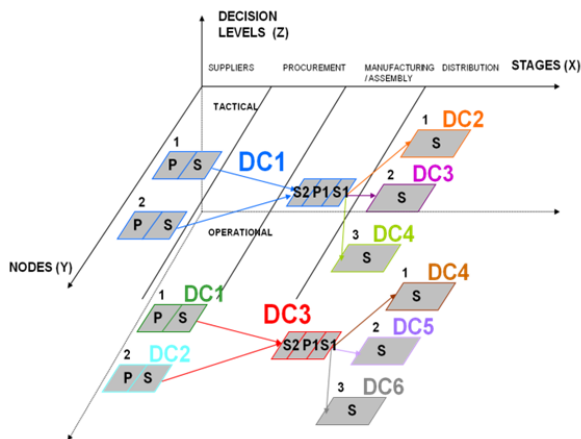 DECISION
LEVELS (Z)
STAGES (X)
SUPPLIERS
PROCUREMENT
MANUFACTURING
/ASSEMBLY
DISTRIBUTION
TACTICAL
1
DC2
S
1
P S
DC1
2
DC3
S2 P1 S1
S
2
P S
OPERATIONAL
3
DC4
S
NODES (Y)
1
DC4
S
1
DC1
P S
DC3
2
DC5
S2 P1 S1
S
2
DC2
P S
3
DC6
S